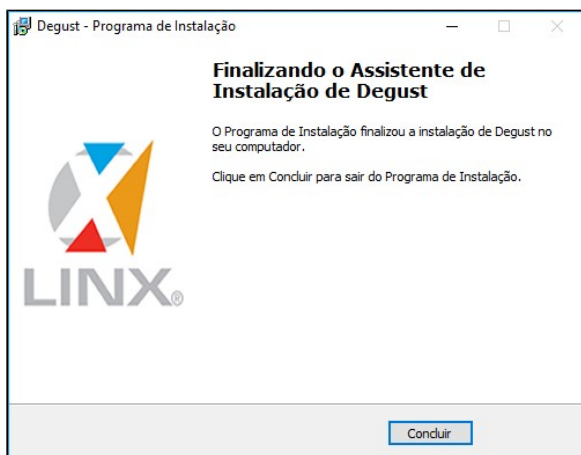 Degust - Programa de Instalação
Finalizando o Assistente de
Instalação de Degust
O Programa de Instalação finalizou a instalação de Degust no
seu computador.
Clique em Concluir para sair do Programa de Instalação.
LINX®
Concluir